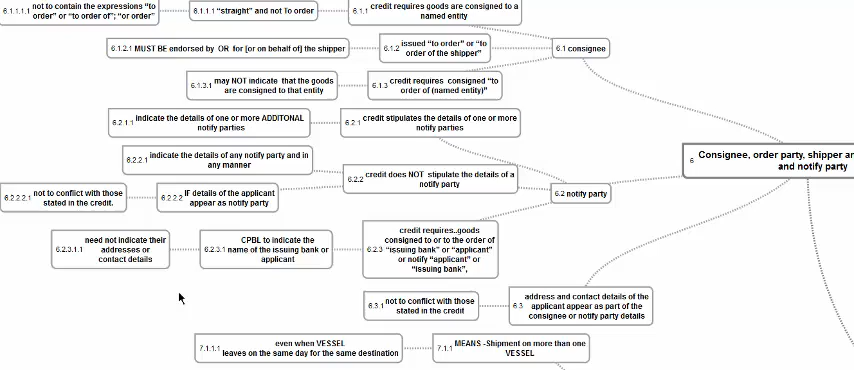 6.1.1.1.1 not to contain the expressions "to
order" or "to order of"; "or order"
6.1.1.1 "straight" and not To order
6.1.1 credit requires goods are consigned to a
named entity
6.1.2.1 MUST BE endorsed by OR for [or on behalf of] the shipper
6.1.2 issued "to order" or "to
order of the shipper"
6.1 consignee
6.1.3.1 may NOT indicate that the goods
are consigned to that entity
6.1.3 credit requires consigned "to
order of (named entity)"
6.2.1.1 indicate the details of one or more ADDITONAL
notify parties
6.2.1 credit stipulates the details of one or more
notify parties
6 Consignee, order party, shipper
and notify party
6.2.2.1 indicate the details of any notify party and in
any manner
6.2.2 credit does NOT stipulate the details of a
notify party
6.2.2.2.1 not to conflict with those
stated in the credit.
6.2.2.2 IF details of the applicant
appear as notify party
6.2 notify party
6.2.3.1.1 need not indicate their
addresses or
contact details
6.2.3.1 CPBL to indicate the
name of the issuing bank or
applicant
6.2.3 credit requires..goods
consigned to or to the order of
"issuing bank" or "applicant"
or notify "applicant" or
"issuing bank",
6.3.1 not to conflict with those
stated in the credit
6.3 address and contact details of the
applicant appear as part of the
consignee or notify party details
7.1.1.1 even when VESSEL
leaves on the same day for the same destination
7.1.1 MEANS -Shipment on more than one
VESSEL